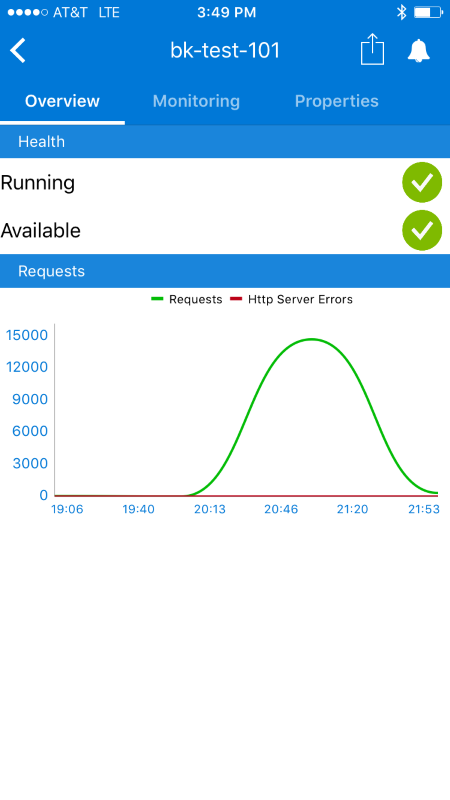 AT&T LTE 3:49 PM
bk-test-101
Overview Monitoring Properties
Health
Running
Available
Requests
Requests Http Server Errors
15000
12000
9000
6000
3000
0
19:06 19:40 20:13 20:46 21:20 21:53